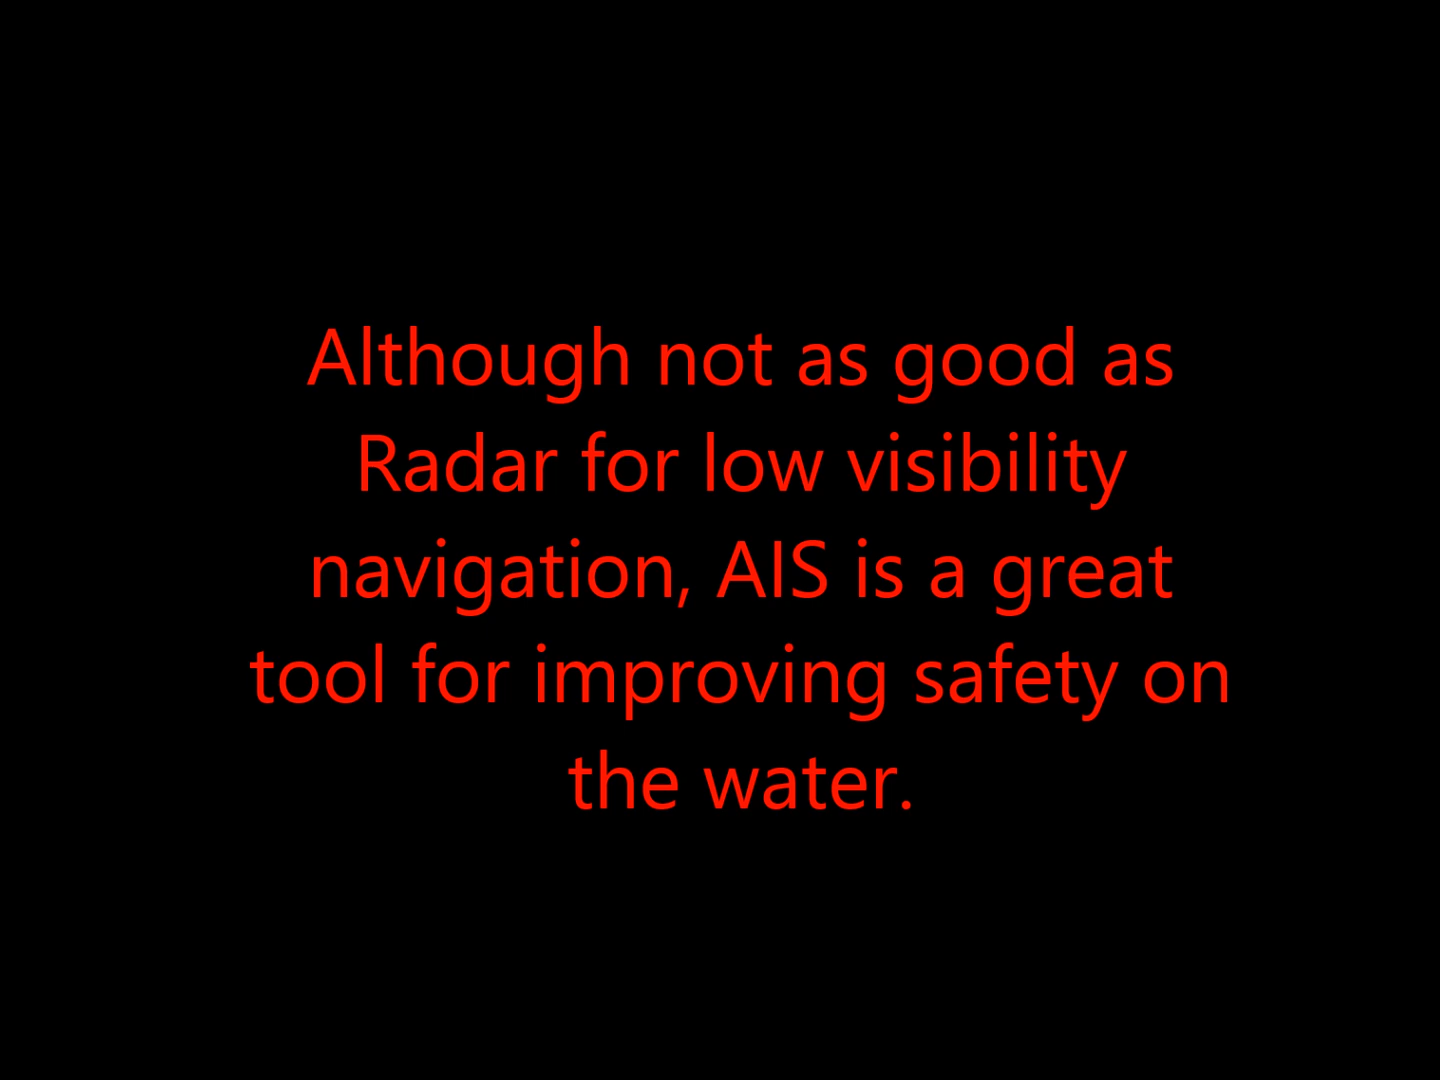 Although not as good as
Radar for low visibility
navigation, AIS is a great
tool for improving safety on
the water.